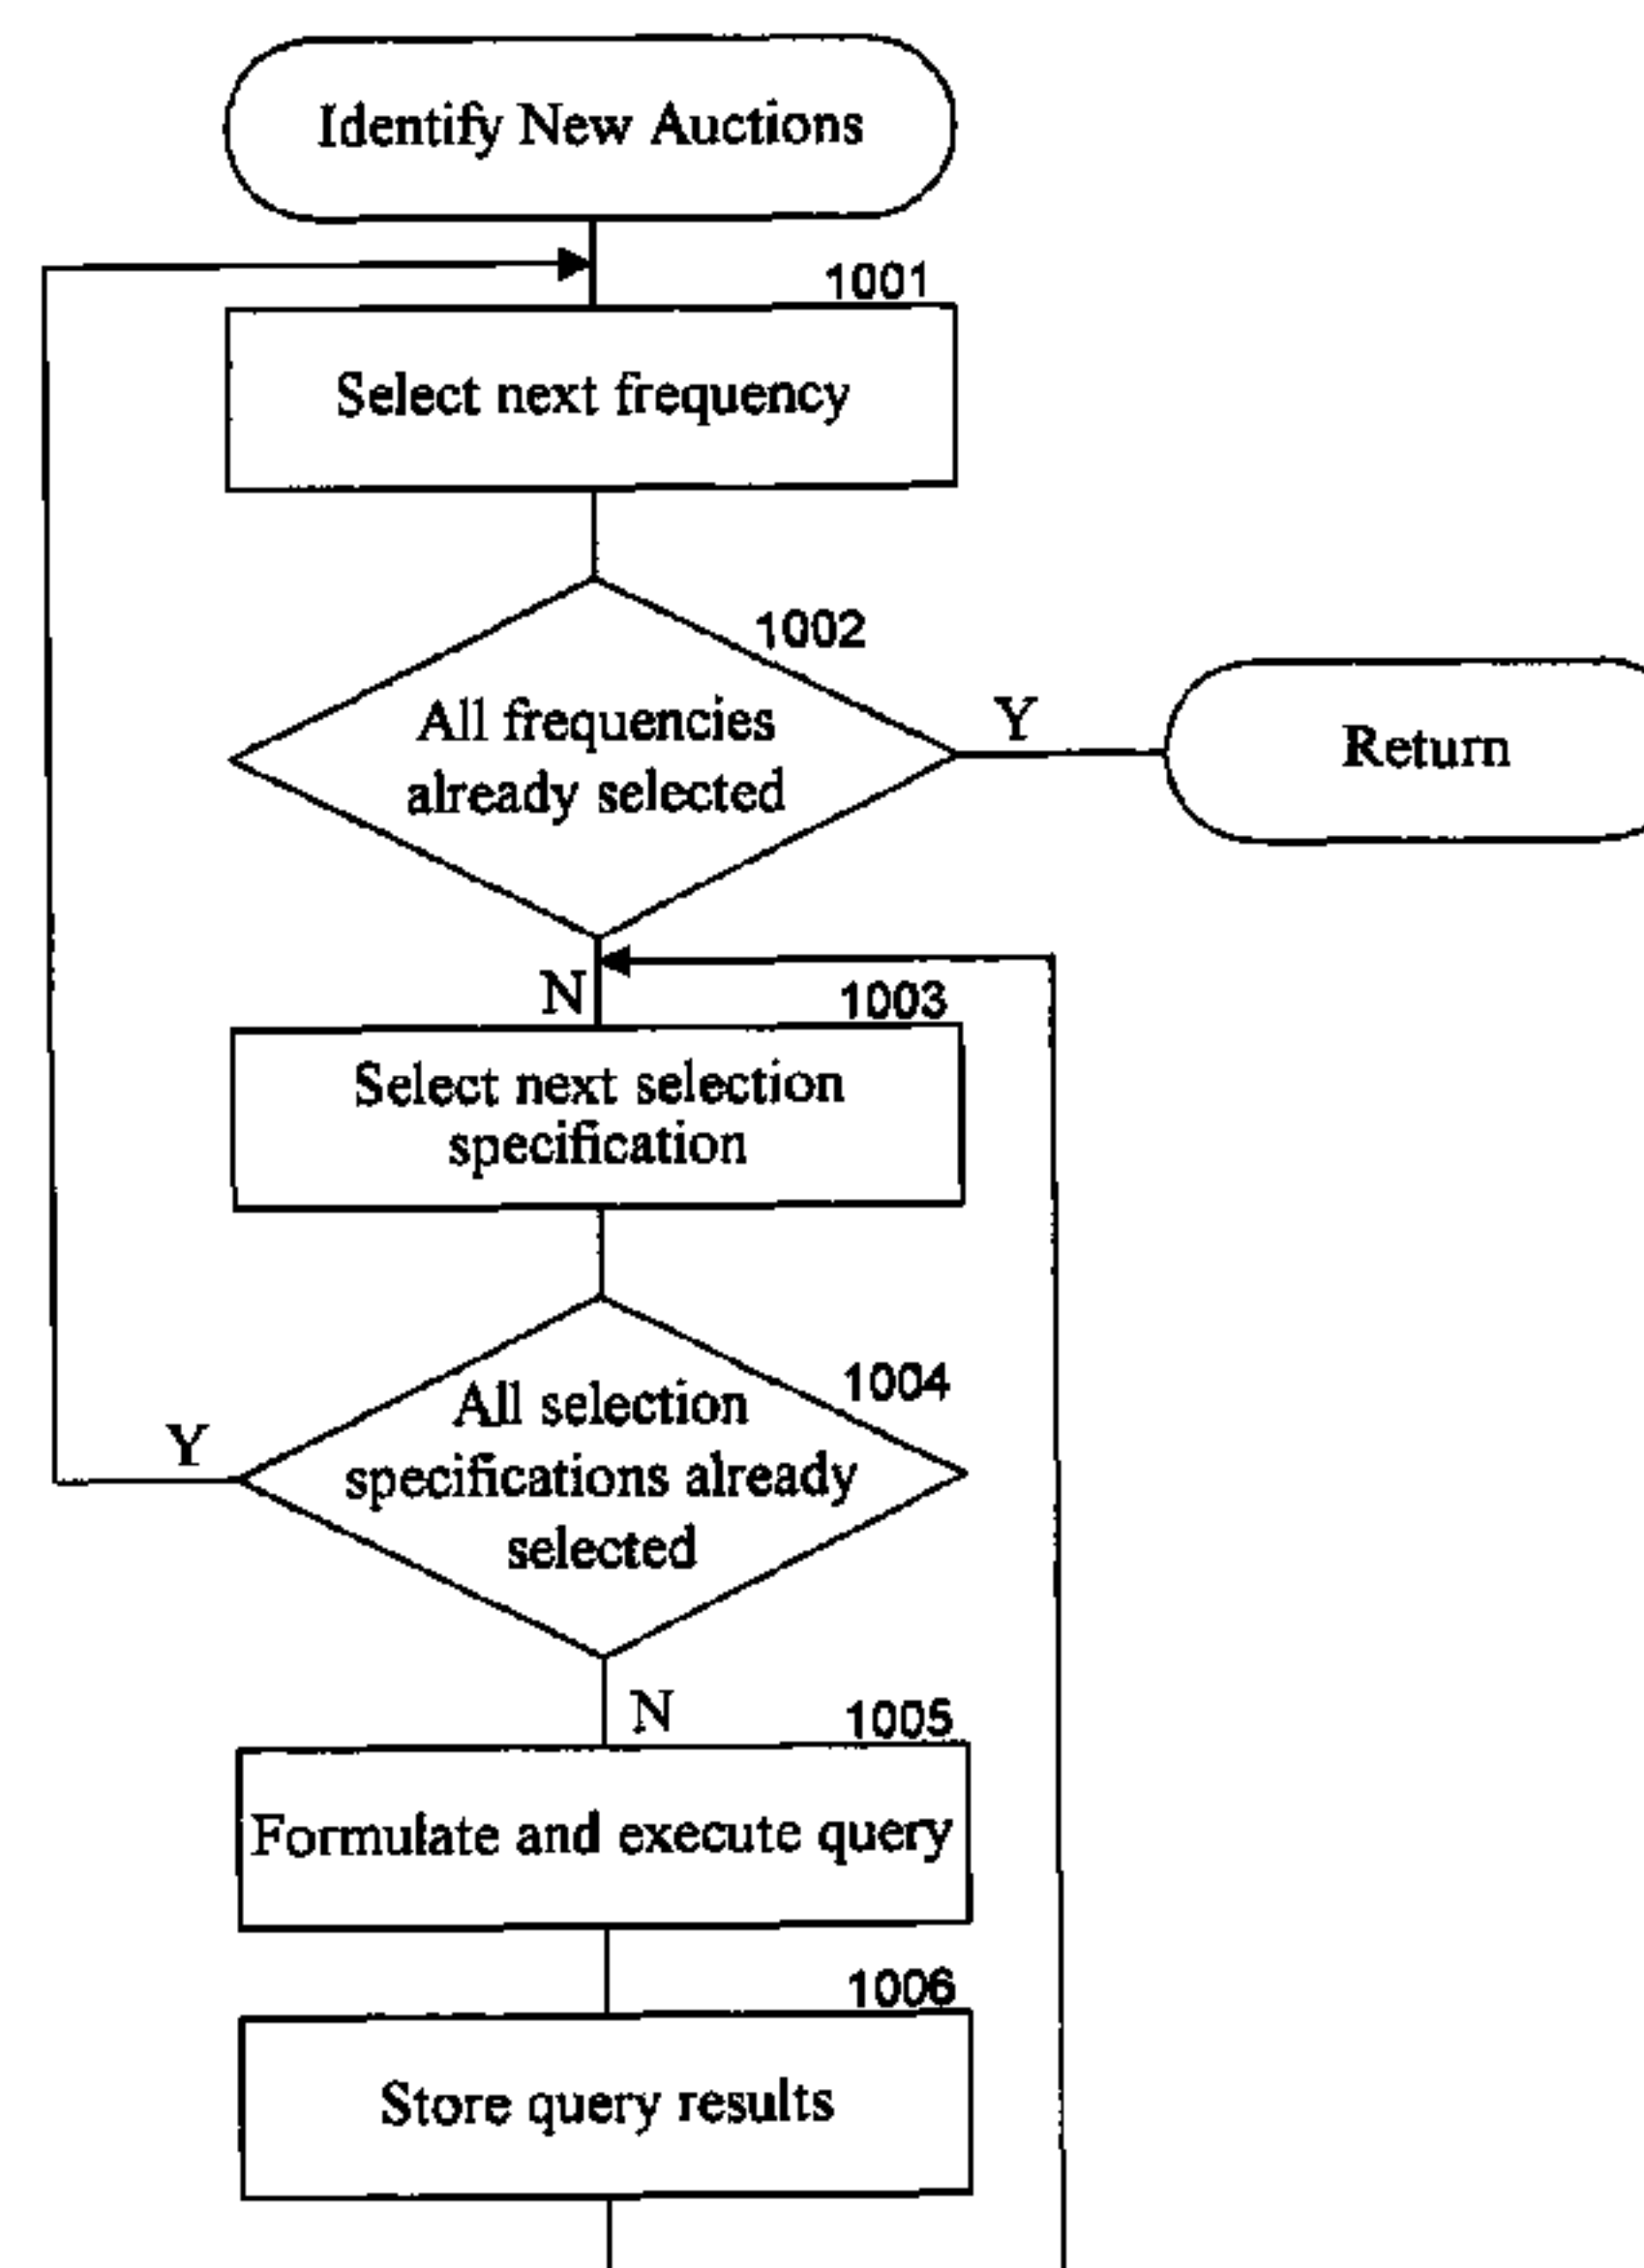 Identify New Auctions
1001
Select next frequency
1002
All frequencies
already selected
Y
Return
N
1003
Select next selection
specification
1004
All selection
specifications already
selected
Y
N
1005
Formulate and execute query
1006
Store query results